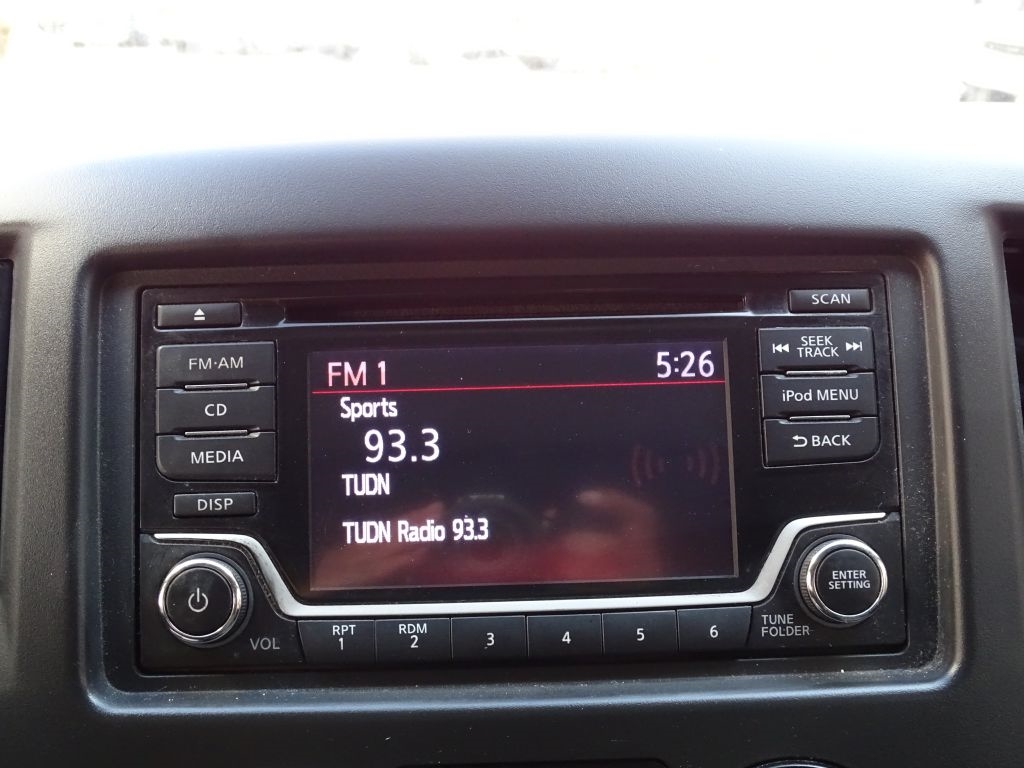 SCAN
FM·AM
CD
MEDIA
DISP
FM 1 5:26
Sports
93.3
TUDN
TUDN Radio 93.3
SEEK
TRACK
iPod MENU
BACK
VOL
RPT
1
RDM
2
3
4
5
6
TUNE
FOLDER
ENTER
SETTING